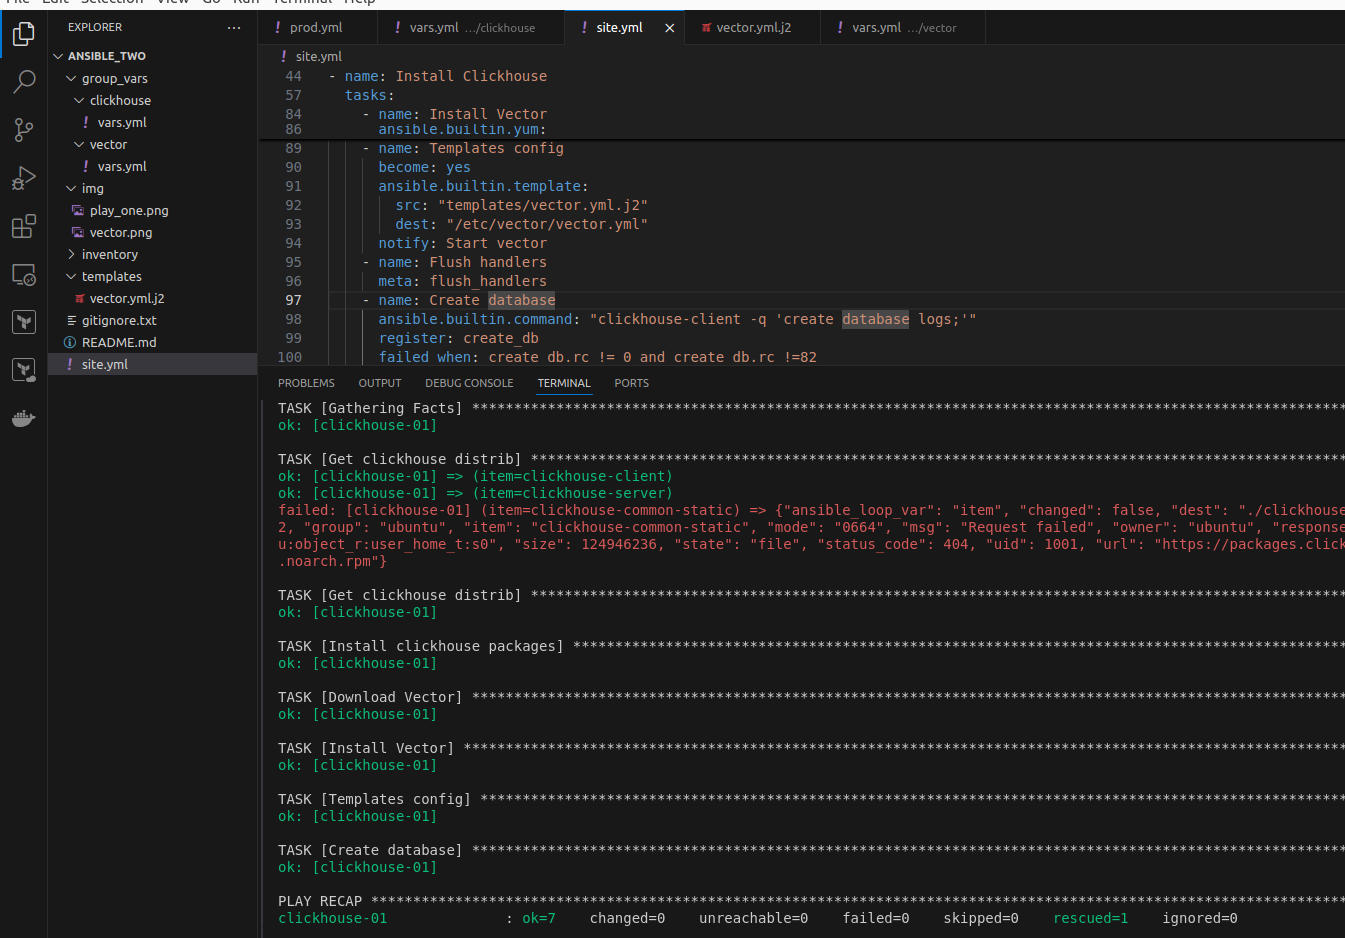 File Edit Selection View Go Run Terminal Help
EXPLORER ···
ANSIBLE_TWO
group_vars
clickhouse
! vars.yml
vector
! vars.yml
img
play_one.png
vector.png
inventory
templates
vector.yml.j2
gitignore.txt
README.md
! site.yml
! prod.yml ! vars.yml .../clickhouse ! site.yml × vector.yml.j2 ! vars.yml .../vector
! site.yml
44 - name: Install Clickhouse
57 tasks:
84 - name: Install Vector
86 ansible.builtin.yum:
89 - name: Templates config
90 become: yes
91 ansible.builtin.template:
92 src: "templates/vector.yml.j2"
93 dest: "/etc/vector/vector.yml"
94 notify: Start vector
95 - name: Flush handlers
96 meta: flush_handlers
97 - name: Create database
98 ansible.builtin.command: "clickhouse-client -q 'create database logs;'"
99 register: create_db
100 failed_when: create_db.rc != 0 and create_db.rc !=82
PROBLEMS OUTPUT DEBUG CONSOLE TERMINAL PORTS
TASK [Gathering Facts] ********************************************************************************************************
ok: [clickhouse-01]
TASK [Get clickhouse distrib] *************************************************************************************************
ok: [clickhouse-01] => (item=clickhouse-client)
ok: [clickhouse-01] => (item=clickhouse-server)
failed: [clickhouse-01] (item=clickhouse-common-static) => {"ansible_loop_var": "item", "changed": false, "dest": "./clickhouse
2, "group": "ubuntu", "item": "clickhouse-common-static", "mode": "0664", "msg": "Request failed", "owner": "ubuntu", "response
u:object_r:user_home_t:s0", "size": 124946236, "state": "file", "status_code": 404, "uid": 1001, "url": "https://packages.click
.noarch.rpm"}
TASK [Get clickhouse distrib] *************************************************************************************************
ok: [clickhouse-01]
TASK [Install clickhouse packages] ********************************************************************************************
ok: [clickhouse-01]
TASK [Download Vector] ********************************************************************************************************
ok: [clickhouse-01]
TASK [Install Vector] *********************************************************************************************************
ok: [clickhouse-01]
TASK [Templates config] *******************************************************************************************************
ok: [clickhouse-01]
TASK [Create database] ********************************************************************************************************
ok: [clickhouse-01]
PLAY RECAP ********************************************************************************************************************
clickhouse-01 : ok=7 changed=0 unreachable=0 failed=0 skipped=0 rescued=1 ignored=0